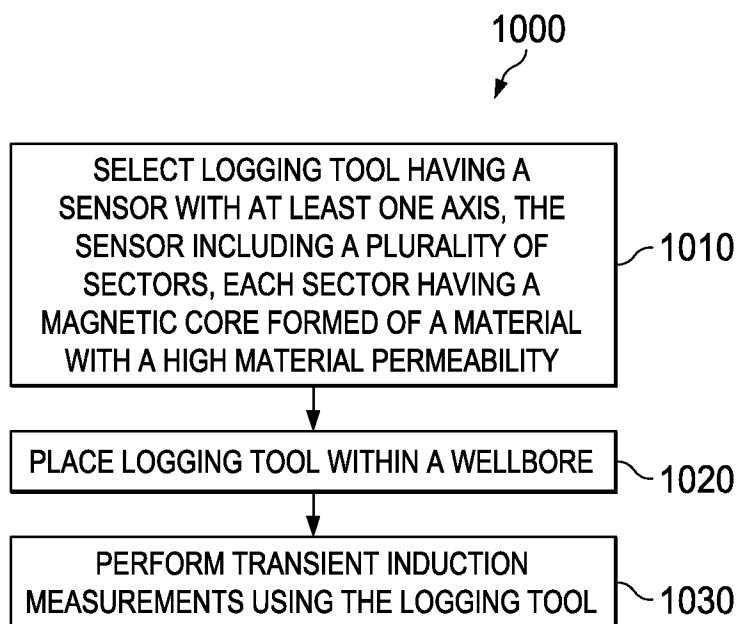 1000
SELECT LOGGING TOOL HAVING A
SENSOR WITH AT LEAST ONE AXIS, THE
SENSOR INCLUDING A PLURALITY OF
SECTORS, EACH SECTOR HAVING A
MAGNETIC CORE FORMED OF A MATERIAL
WITH A HIGH MATERIAL PERMEABILITY
1010
PLACE LOGGING TOOL WITHIN A WELLBORE
1020
PERFORM TRANSIENT INDUCTION
MEASUREMENTS USING THE LOGGING TOOL
1030